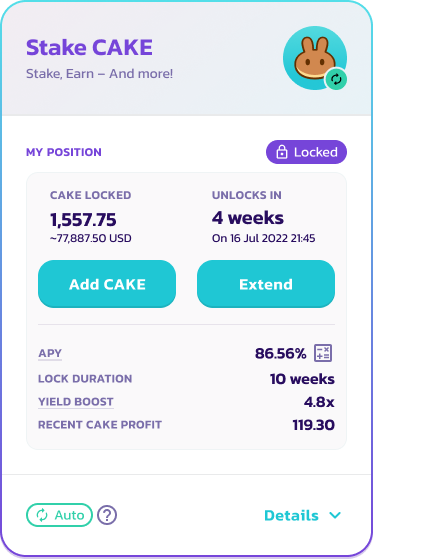 Stake CAKE
Stake, Earn – And more!
MY POSITION
Locked
CAKE LOCKED
1,557.75
~77,887.50 USD
UNLOCKS IN
4 weeks
On 16 Jul 2022 21:45
Add CAKE
Extend
APY
86.56%
LOCK DURATION
10 weeks
YIELD BOOST
4.8x
RECENT CAKE PROFIT
119.30
Auto
?
Details